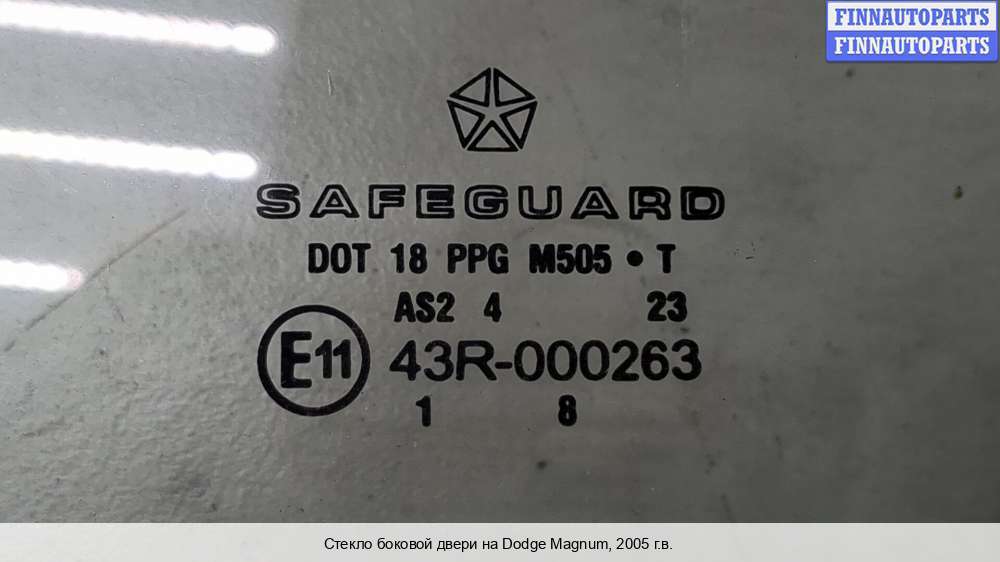 FINNAUTOPARTS
FINNAUTOPARTS
SAFEGUARD
DOT 18 PPG M505 • T
AS2 4 23
E11 43R-000263
1 8
Стекло боковой двери на Dodge Magnum, 2005 г.в.